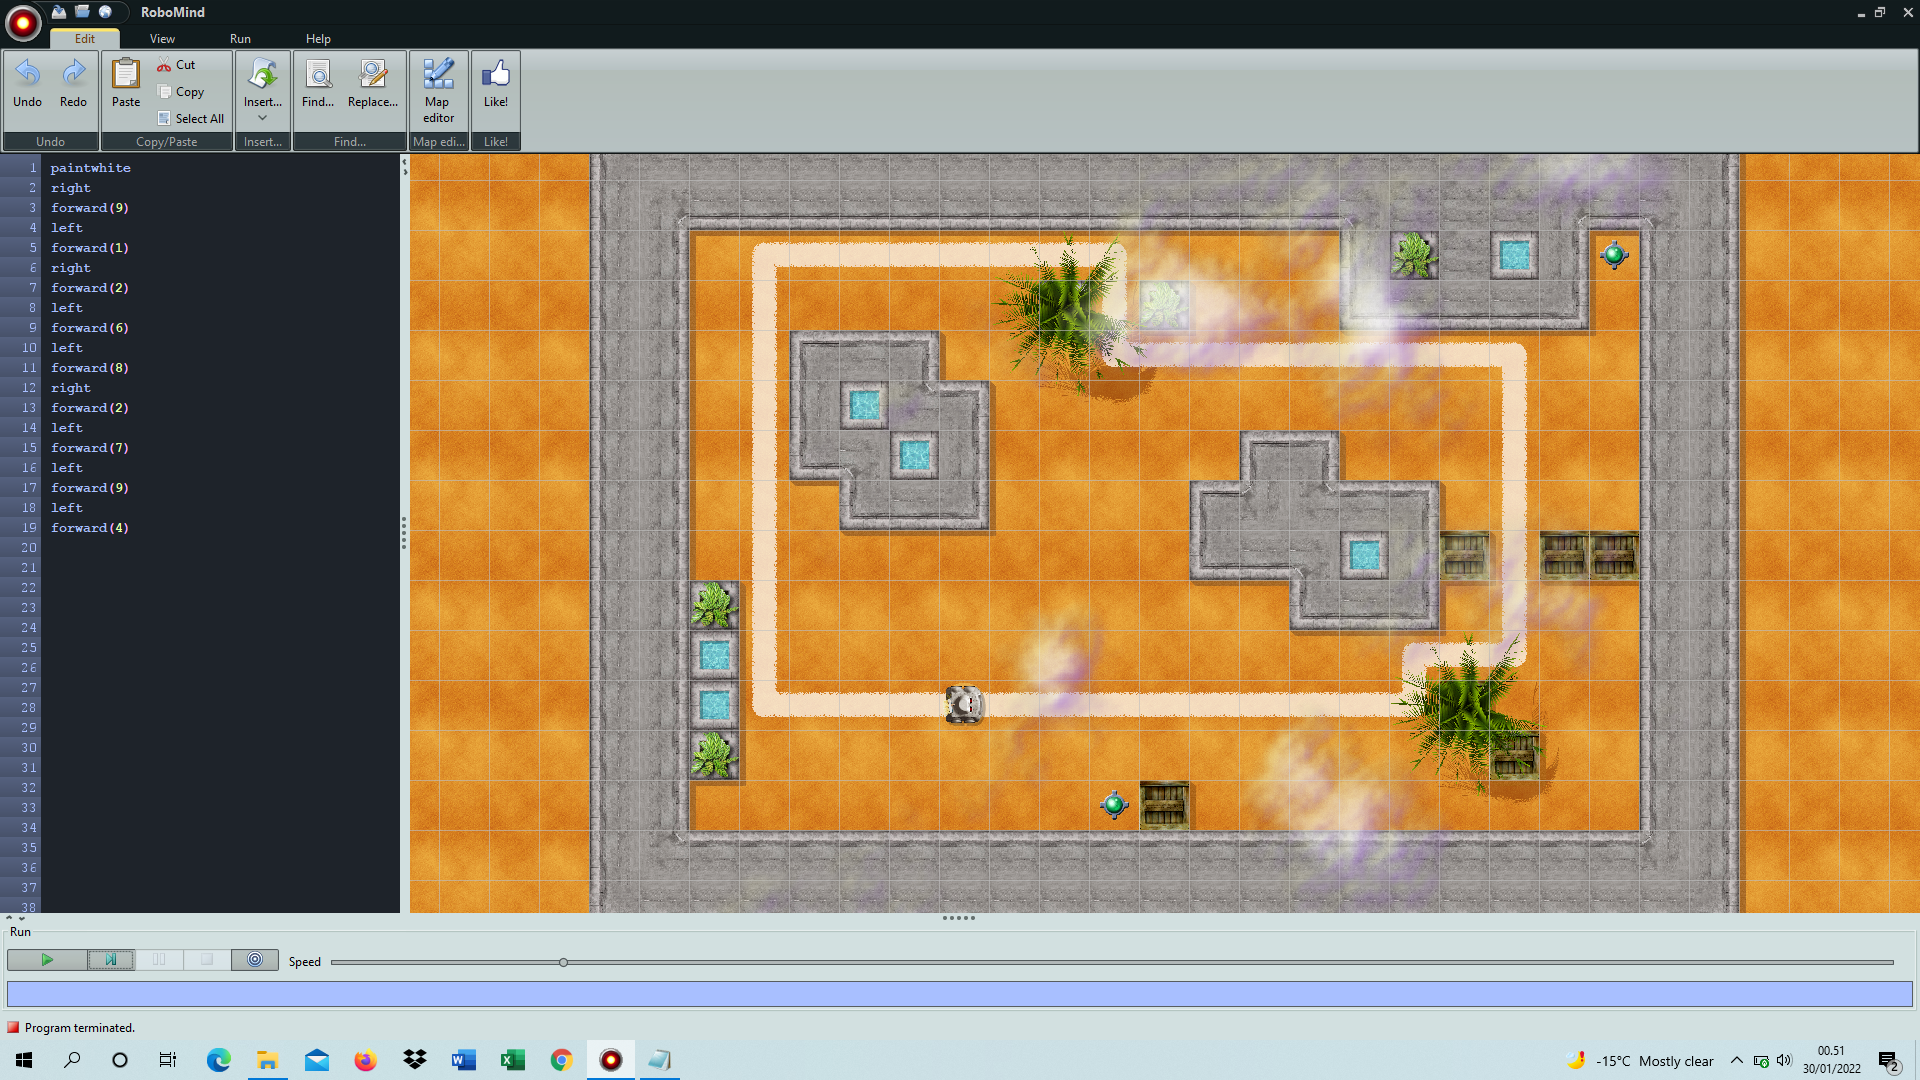 RoboMind
Edit View Run Help
Undo Redo Paste Cut Copy Select All Insert... Find... Replace... Map editor Like!
Undo Copy/Paste Insert... Find... Map edi... Like!
1 paintwhite
2 right
3 forward(9)
4 left
5 forward(1)
6 right
7 forward(2)
8 left
9 forward(6)
10 left
11 forward(8)
12 right
13 forward(2)
14 left
15 forward(7)
16 left
17 forward(9)
18 left
19 forward(4)
20
21
22
23
24
25
26
27
28
29
30
31
32
33
34
35
36
37
38
Run
Speed
Program terminated.
-15°C Mostly clear
00.51
30/01/2022
2